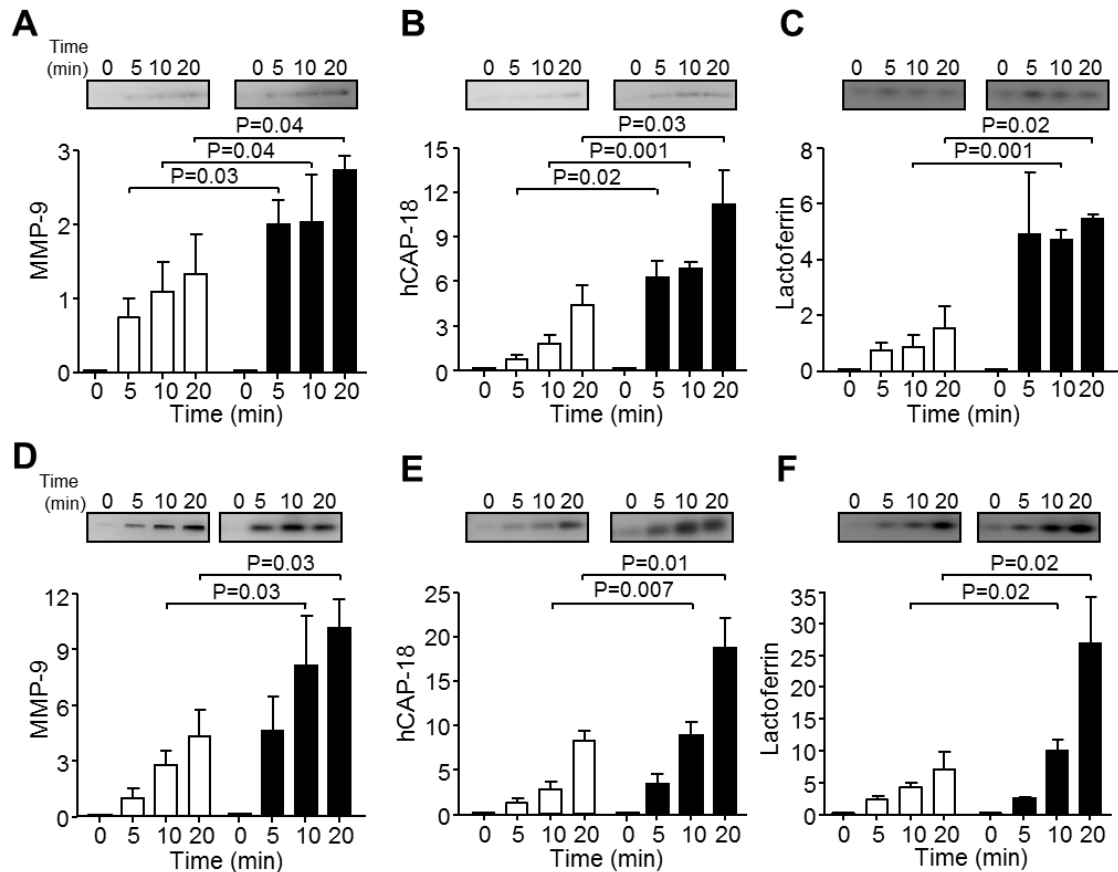 A
B
C
Time
(min)
0 5 10 20 0 5 10 20
0 5 10 20 0 5 10 20
0 5 10 20 0 5 10 20
P=0.04
P=0.04
P=0.03
MMP-9
3
2
1
0
0 5 10 20 0 5 10 20
Time (min)
P=0.03
P=0.001
P=0.02
hCAP-18
15
12
9
6
3
0
0 5 10 20 0 5 10 20
Time (min)
P=0.02
P=0.001
Lactoferrin
8
6
4
2
0
0 5 10 20 0 5 10 20
Time (min)
D
E
F
Time
(min)
0 5 10 20 0 5 10 20
0 5 10 20 0 5 10 20
0 5 10 20 0 5 10 20
P=0.03
P=0.03
MMP-9
12
9
6
3
0
0 5 10 20 0 5 10 20
Time (min)
P=0.01
P=0.007
hCAP-18
25
20
15
10
5
0
0 5 10 20 0 5 10 20
Time (min)
P=0.02
P=0.02
Lactoferrin
35
30
25
20
15
10
5
0
0 5 10 20 0 5 10 20
Time (min)